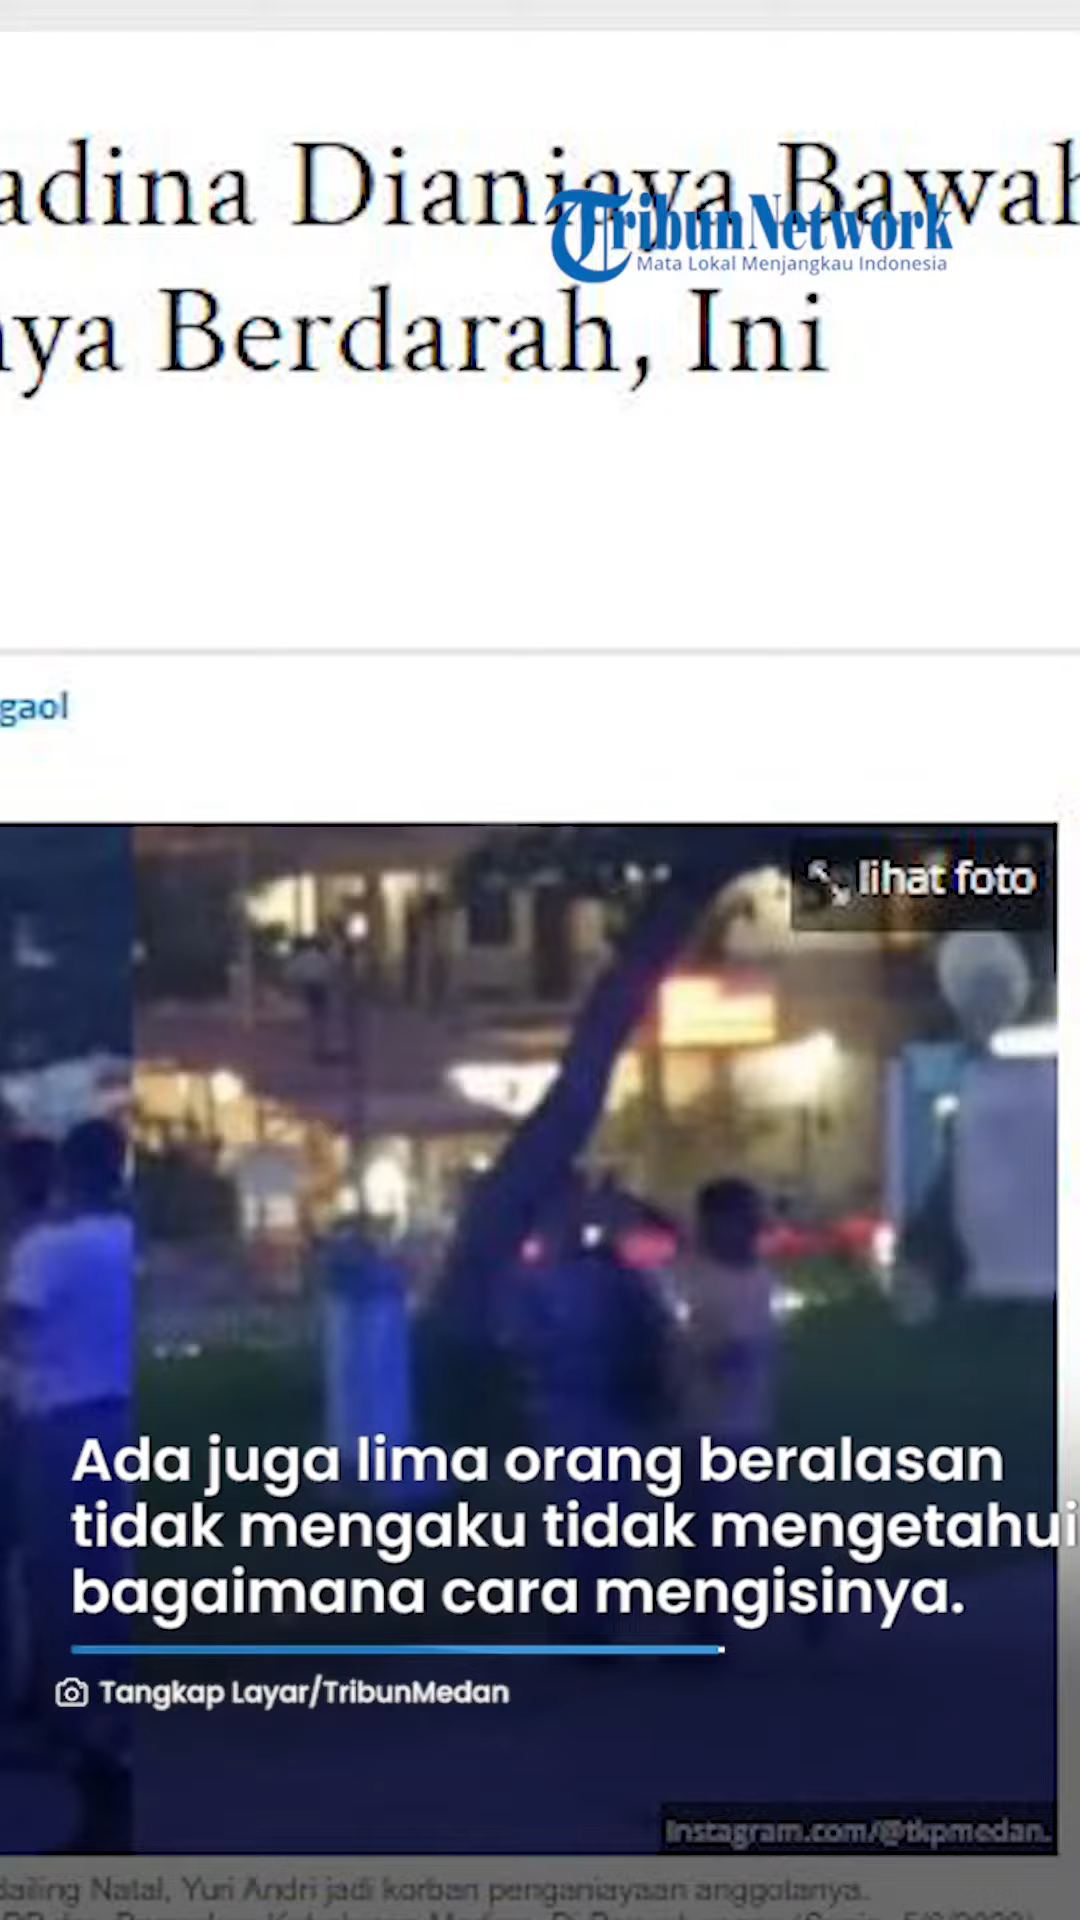 adina Dianiaya Bawah
TribunNetwork
Mata Lokal Menjangkau Indonesia
nya Berdarah, Ini
gaol
lihat foto
Ada juga lima orang beralasan
tidak mengaku tidak mengetahui
bagaimana cara mengisinya.
Tangkap Layar/TribunMedan
Instagram.com/@tkpmedan.
dailing Natal, Yuri Andri jadi korban penganiayaan anggotanya.